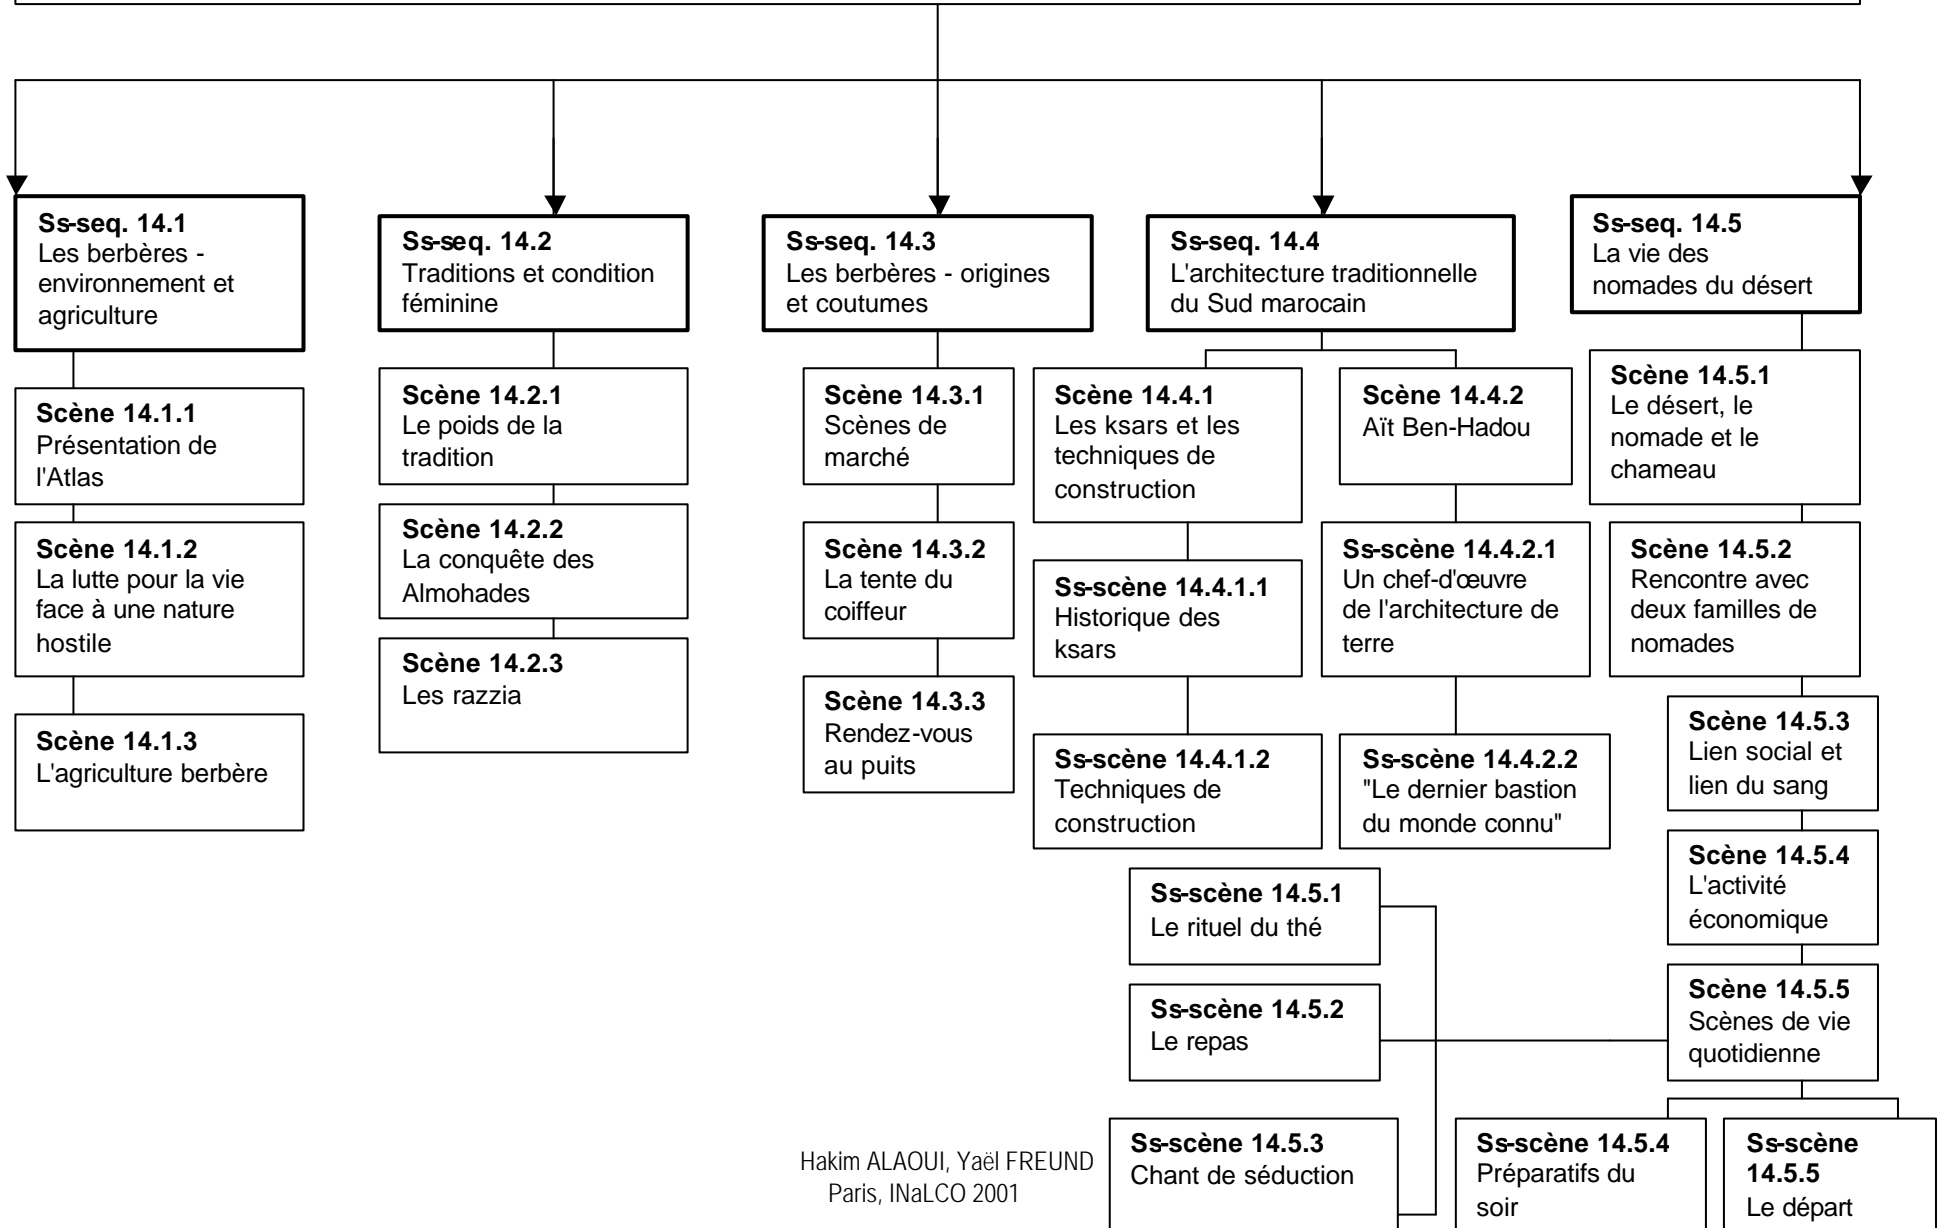 Ss-seq. 14.1
Les berbères -
environnement et
agriculture
Scène 14.1.1
Présentation de
l'Atlas
Scène 14.1.2
La lutte pour la vie
face à une nature
hostile
Scène 14.1.3
L'agriculture berbère
Ss-seq. 14.2
Traditions et condition
féminine
Scène 14.2.1
Le poids de la
tradition
Scène 14.2.2
La conquête des
Almohades
Scène 14.2.3
Les razzia
Ss-seq. 14.3
Les berbères - origines
et coutumes
Scène 14.3.1
Scènes de
marché
Scène 14.3.2
La tente du
coiffeur
Scène 14.3.3
Rendez-vous
au puits
Ss-seq. 14.4
L'architecture traditionnelle
du Sud marocain
Scène 14.4.1
Les ksars et les
techniques de
construction
Ss-scène 14.4.1.1
Historique des
ksars
Ss-scène 14.4.1.2
Techniques de
construction
Scène 14.4.2
Aït Ben-Hadou
Ss-scène 14.4.2.1
Un chef-d'œuvre
de l'architecture de
terre
Ss-scène 14.4.2.2
"Le dernier bastion
du monde connu"
Ss-seq. 14.5
La vie des
nomades du désert
Scène 14.5.1
Le désert, le
nomade et le
chameau
Scène 14.5.2
Rencontre avec
deux familles de
nomades
Scène 14.5.3
Lien social et
lien du sang
Scène 14.5.4
L'activité
économique
Scène 14.5.5
Scènes de vie
quotidienne
Ss-scène 14.5.1
Le rituel du thé
Ss-scène 14.5.2
Le repas
Ss-scène 14.5.3
Chant de séduction
Ss-scène 14.5.4
Préparatifs du
soir
Ss-scène
14.5.5
Le départ
Hakim ALAOUI, Yaël FREUND
Paris, INaLCO 2001